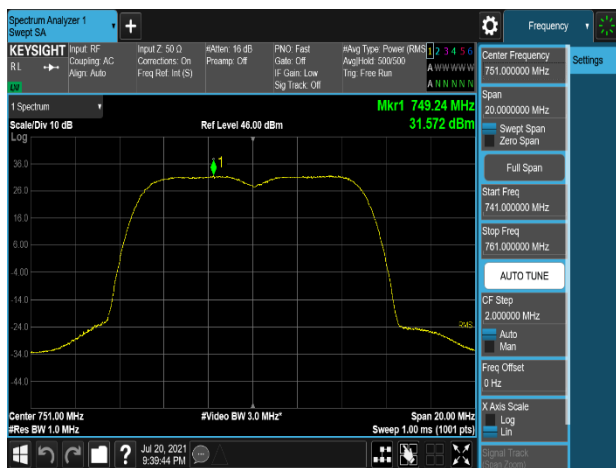 Spectrum Analyzer 1
Swept SA
+
Frequency
KEYSIGHT Input: RF Input Z: 50 Ω #Atten: 16 dB PNO: Fast #Avg Type: Power (RMS 1 2 3 4 5 6
R L Coupling: AC Corrections: On Preamp: Off Gate: Off Avg|Hold: 500/500 A W W W W W
Align: Auto Freq Ref: Int (S) IF Gain: Low Trig: Free Run
Sig Track: Off A N N N N N
LXI
Center Frequency
751.000000 MHz
Settings
Span
20.0000000 MHz
Swept Span
Zero Span
Full Span
Start Freq
741.000000 MHz
Stop Freq
761.000000 MHz
AUTO TUNE
CF Step
2.000000 MHz
Auto
Man
Freq Offset
0 Hz
X Axis Scale
Log
Lin
Signal Track
(Span Zoom)
1 Spectrum
Mkr1 749.24 MHz
Scale/Div 10 dB Ref Level 46.00 dBm 31.572 dBm
Log
36.0
1
26.0
16.0
6.00
-4.00
-14.0
-24.0
RMS
-34.0
-44.0
Center 751.00 MHz #Video BW 3.0 MHz* Span 20.00 MHz
#Res BW 1.0 MHz Sweep 1.00 ms (1001 pts)
? Jul 20, 2021
9:39:44 PM